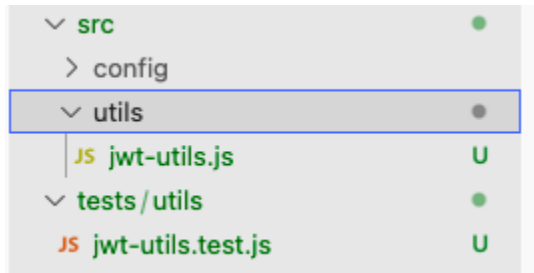 src
config
utils
JS jwt-utils.js U
tests/utils
JS jwt-utils.test.js U